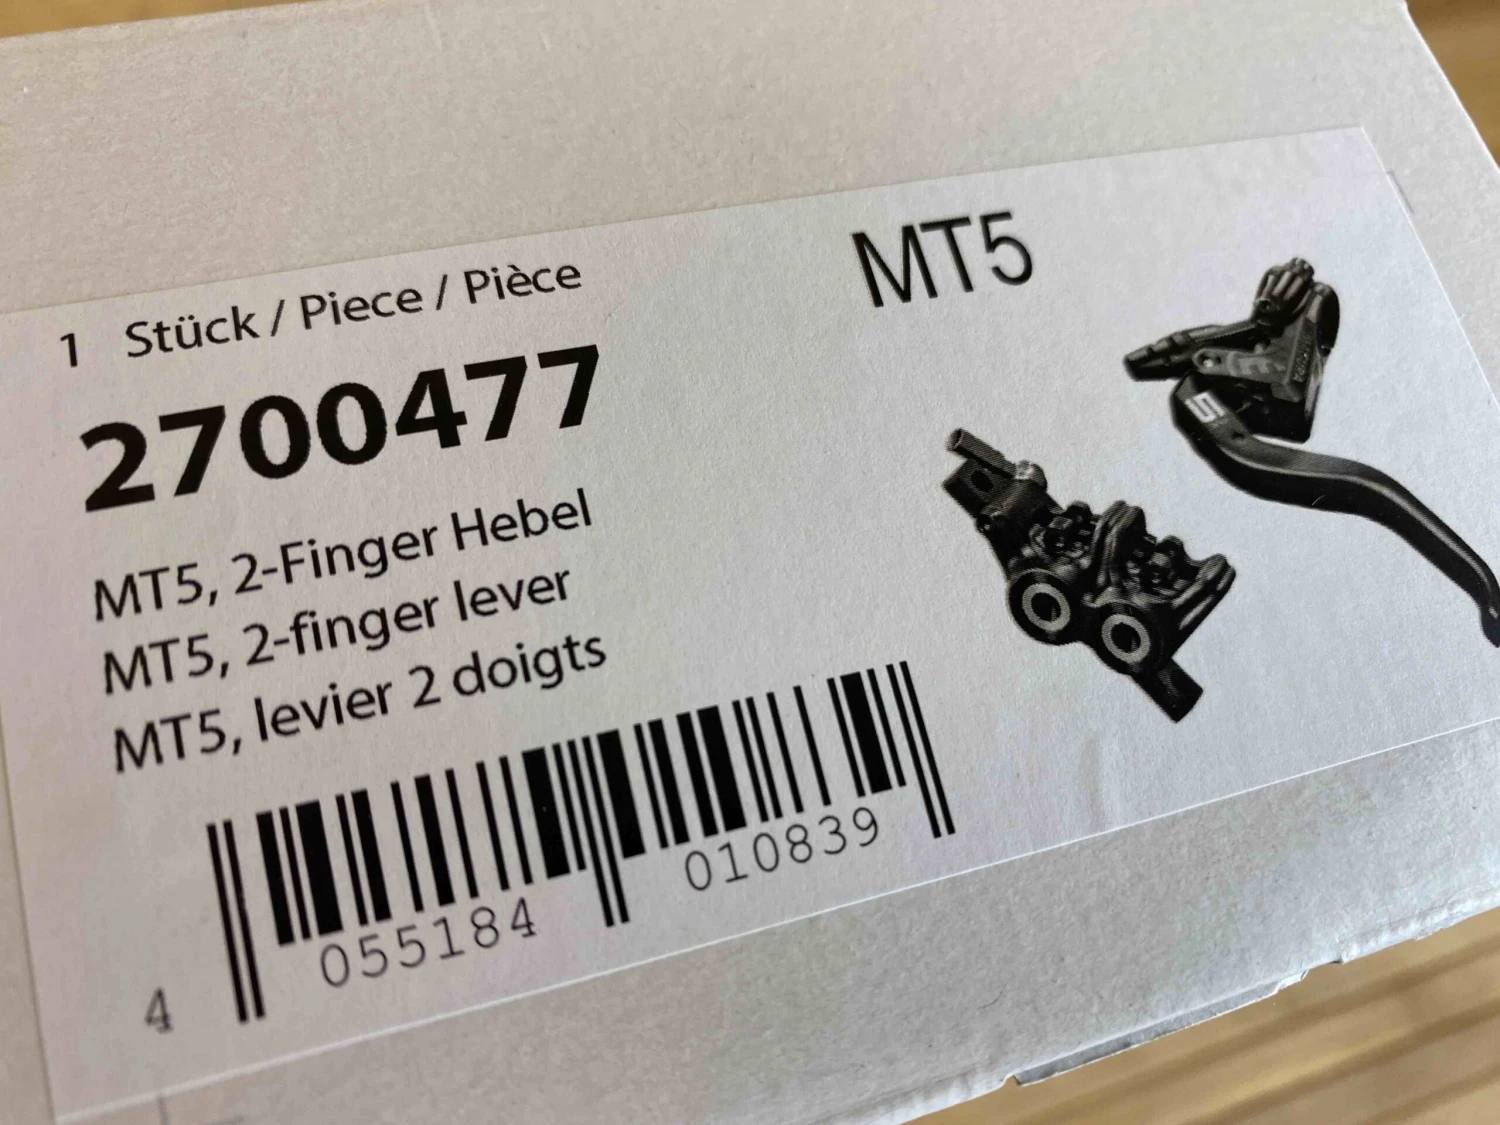 1 Stück / Piece / Pièce
2700477
MT5, 2-Finger Hebel
MT5, 2-finger lever
MT5, levier 2 doigts
4 055184 010839
MT5
5